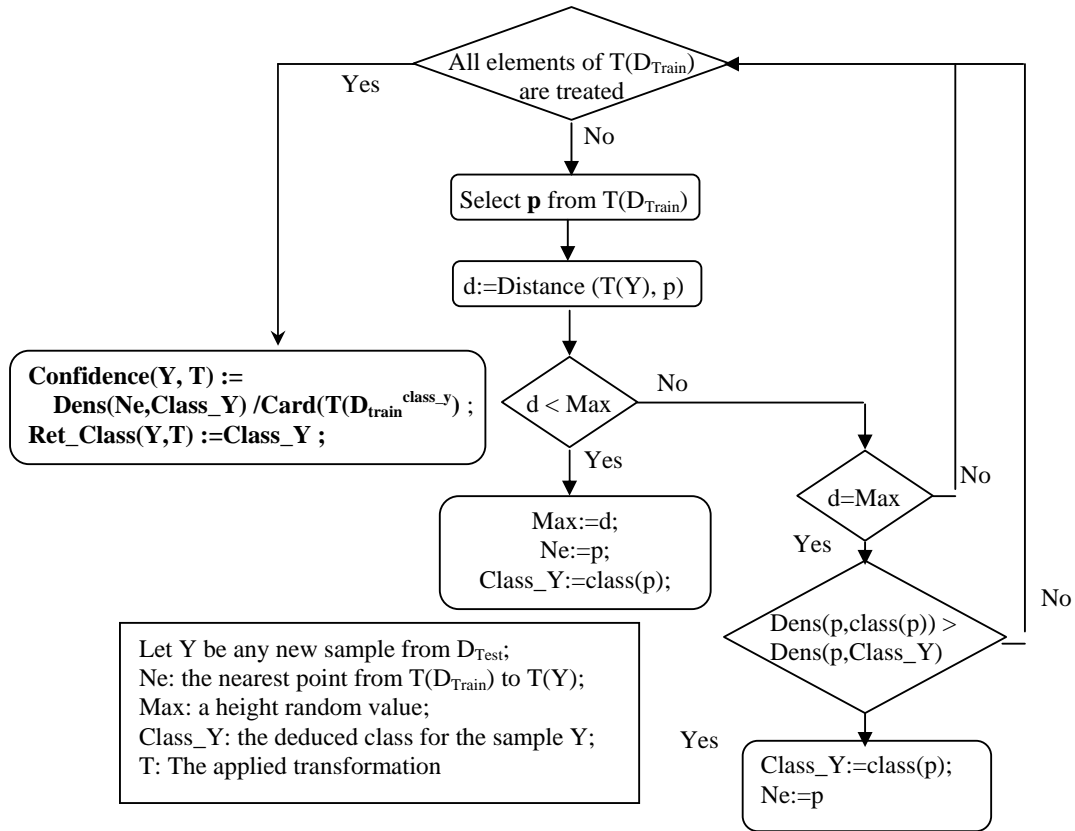 All elements of T(D_Train)
are treated
Yes
No
Select p from T(D_Train)
d:=Distance (T(Y), p)
d < Max
No
Yes
Confidence(Y, T) :=
Dens(Ne,Class_Y) /Card(T(D_train^class_y) ;
Ret_Class(Y,T) :=Class_Y ;
Max:=d;
Ne:=p;
Class_Y:=class(p);
d=Max
No
Yes
Dens(p,class(p)) >
Dens(p,Class_Y)
No
Yes
Class_Y:=class(p);
Ne:=p
Let Y be any new sample from D_Test;
Ne: the nearest point from T(D_Train) to T(Y);
Max: a height random value;
Class_Y: the deduced class for the sample Y;
T: The applied transformation